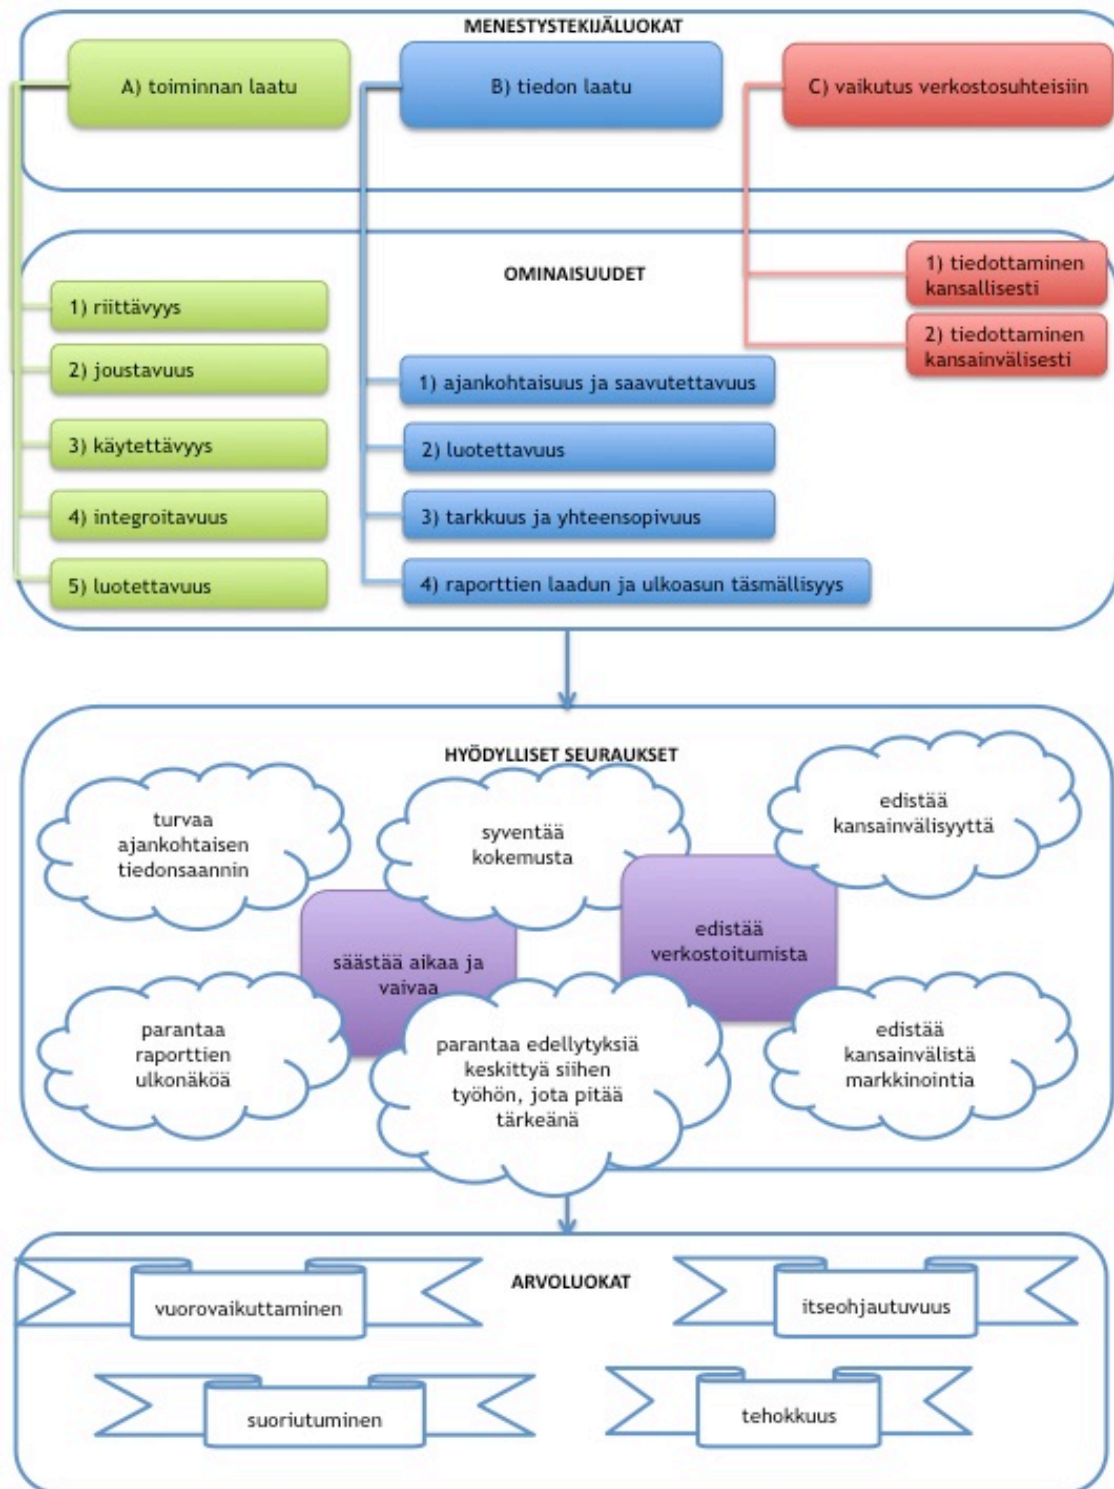 MENESTYSTEKIJÄLUOKAT
A) toiminnan laatu
B) tiedon laatu
C) vaikutus verkostosuhteisiin
OMINAISUUDET
1) riittävyys
2) joustavuus
3) käytettävyys
4) integroitavuus
5) luotettavuus
1) ajankohtaisuus ja saavutettavuus
2) luotettavuus
3) tarkkuus ja yhteensopivuus
4) raporttien laadun ja ulkoasun täsmällisyys
1) tiedottaminen
kansallisesti
2) tiedottaminen
kansainvälisesti
HYÖDYLLISET SEURAUKSET
turvaa
ajankohtaisen
tiedonsaannin
syventää
kokemusta
edistää
kansainvälisyyttä
säästää aikaa ja
vaivaa
edistää
verkostoitumista
parantaa
raporttien
ulkonäköä
parantaa edellytyksiä
keskittyä siihen
työhön, jota pitää
tärkeänä
edistää
kansainvälistä
markkinointia
ARVOLUOKAT
vuorovaikuttaminen
itseohjautuvuus
suoriutuminen
tehokkuus